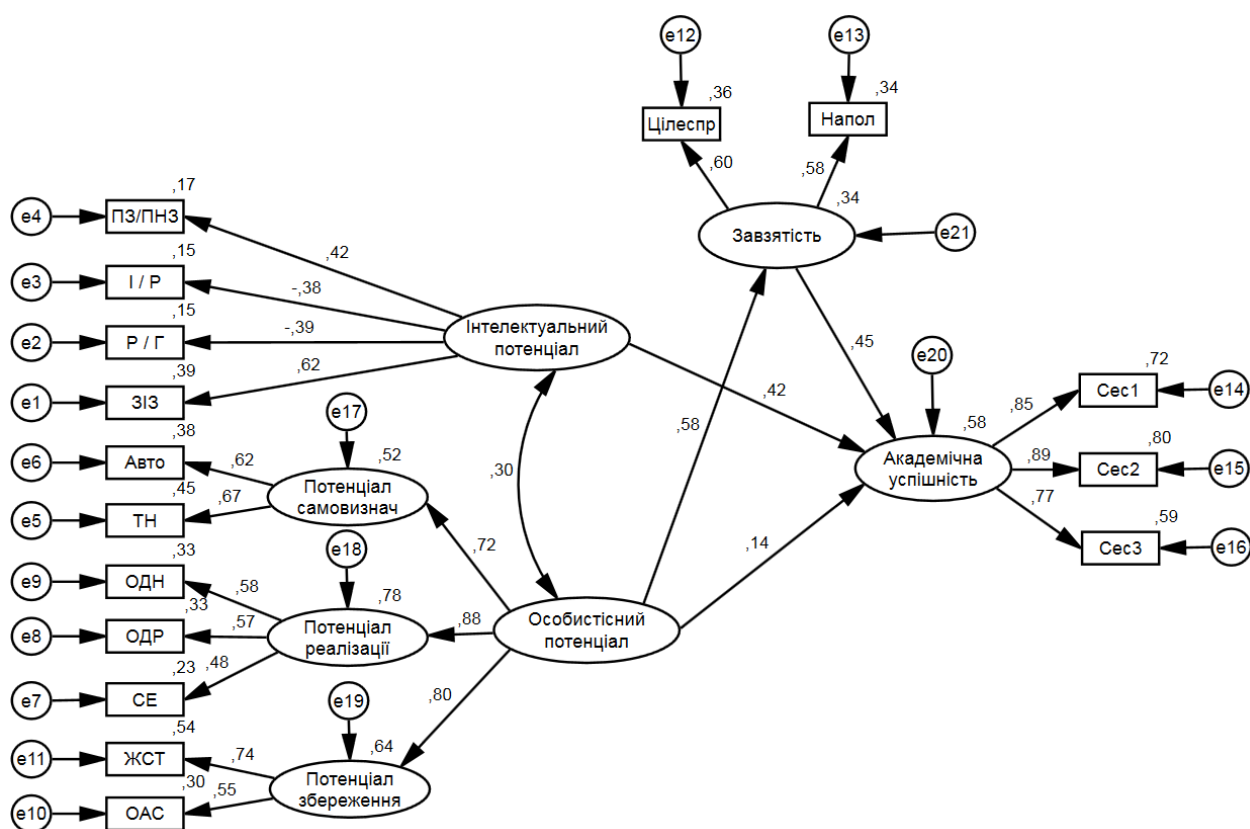 e12
e13
,36
,34
Цілеспр
Напол
,60
,58
,34
Завзятість
e21
,17
e4
ПЗ/ПНЗ
,42
,15
e3
І / Р
-,38
,15
e2
Р / Г
-,39
Інтелектуальний
потенціал
,39
e1
ЗІЗ
,62
,42
,45
e20
,58
,72
Сес1
e14
,85
,80
Сес2
e15
,89
Академічна
успішність
,77
,59
Сес3
e16
,38
e6
Авто
,62
e17
,52
Потенціал
самовизнач
,45
e5
ТН
,67
,30
,58
,72
,14
,33
e9
ОДН
,58
e18
,78
Потенціал
реалізації
,88
Особистісний
потенціал
,33
e8
ОДР
,57
,23
e7
СЕ
,48
,80
e19
,64
Потенціал
збереження
,54
e11
ЖСТ
,74
,30
e10
ОАС
,55